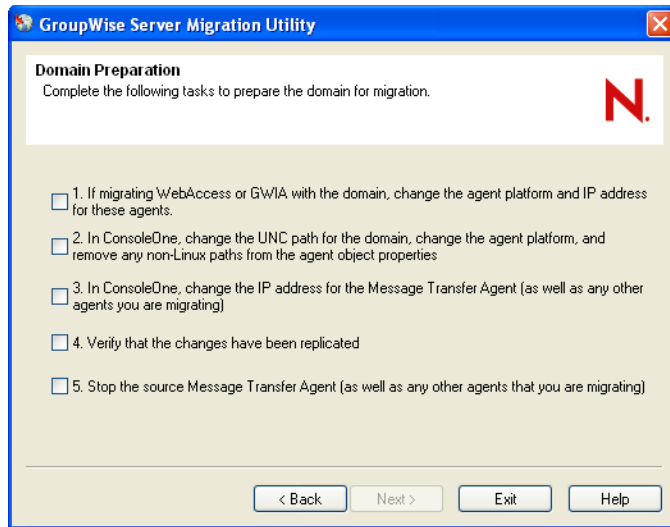 GroupWise Server Migration Utility
Domain Preparation
Complete the following tasks to prepare the domain for migration.
N.
1. If migrating WebAccess or GWIA with the domain, change the agent platform and IP address
for these agents.
2. In ConsoleOne, change the UNC path for the domain, change the agent platform, and
remove any non-Linux paths from the agent object properties
3. In ConsoleOne, change the IP address for the Message Transfer Agent (as well as any other
agents you are migrating)
4. Verify that the changes have been replicated
5. Stop the source Message Transfer Agent (as well as any other agents that you are migrating)
< Back
Next >
Exit
Help